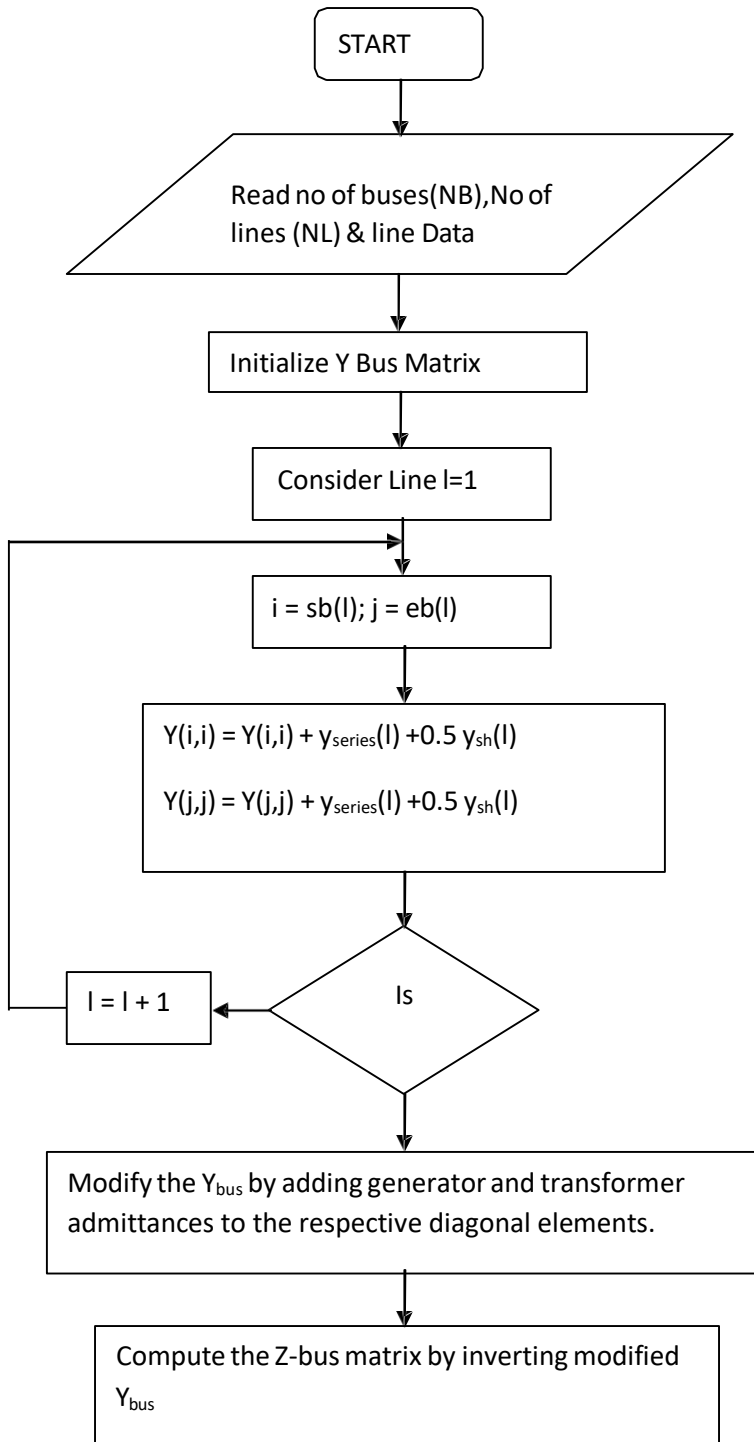 START
Read no of buses(NB),No of
lines (NL) & line Data
Initialize Y Bus Matrix
Consider Line l=1
i = sb(l); j = eb(l)
Y(i,i) = Y(i,i) + yseries(l) +0.5 ysh(l)
Y(j,j) = Y(j,j) + yseries(l) +0.5 ysh(l)
Is
l = l + 1
Modify the Ybus by adding generator and transformer
admittances to the respective diagonal elements.
Compute the Z-bus matrix by inverting modified
Ybus